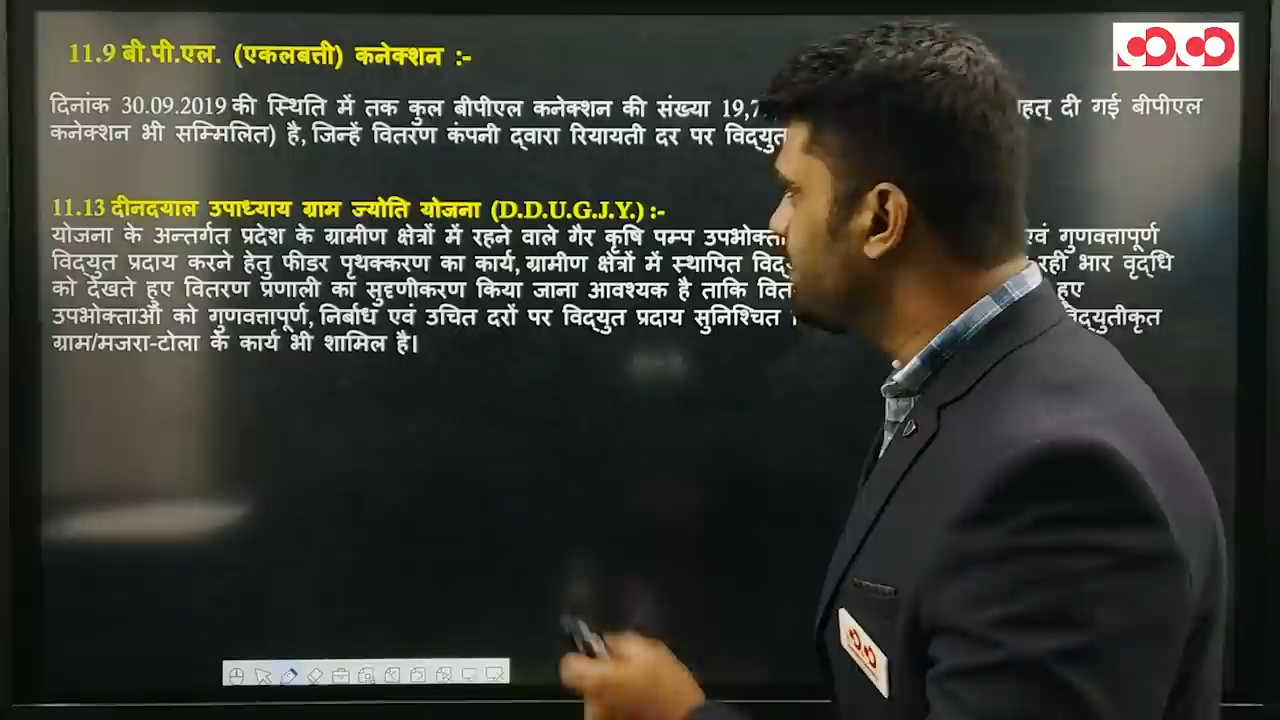 11.9 बी.पी.एल. (एकलबत्ती) कनेक्शन :-
दिनांक 30.09.2019 की स्थिति में तक कुल बीपीएल कनेक्शन की संख्या 19,7 हत् दी गई बीपीएल
कनेक्शन भी सम्मिलित) है, जिन्हें वितरण कंपनी द्वारा रियायती दर पर विद्युत
11.13 दीनदयाल उपाध्याय ग्राम ज्योति योजना (D.D.U.G.J.Y.) :-
योजना के अन्तर्गत प्रदेश के ग्रामीण क्षेत्रों में रहने वाले गैर कृषि पम्प उपभोक्ता एवं गुणवत्तापूर्ण
विद्युत प्रदाय करने हेतु फीडर पृथक्करण का कार्य, ग्रामीण क्षेत्रों में स्थापित विद् रही भार वृद्धि
को देखते हुए वितरण प्रणाली का सुदृणीकरण किया जाना आवश्यक है ताकि वित हुए
उपभोक्ताओं को गुणवत्तापूर्ण, निर्बाध एवं उचित दरों पर विद्युत प्रदाय सुनिश्चित विद्युतीकृत
ग्राम/मजरा-टोला के कार्य भी शामिल है।